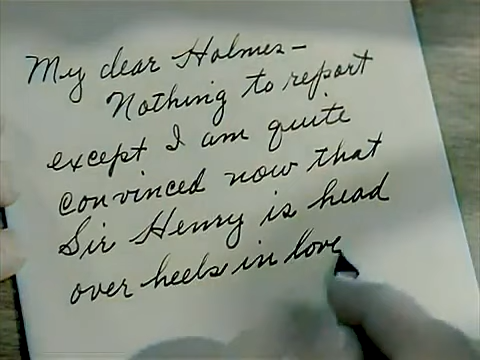 My dear Holmes-
Nothing to report
except I am quite
convinced now that
Sir Henry is head
over heels in love